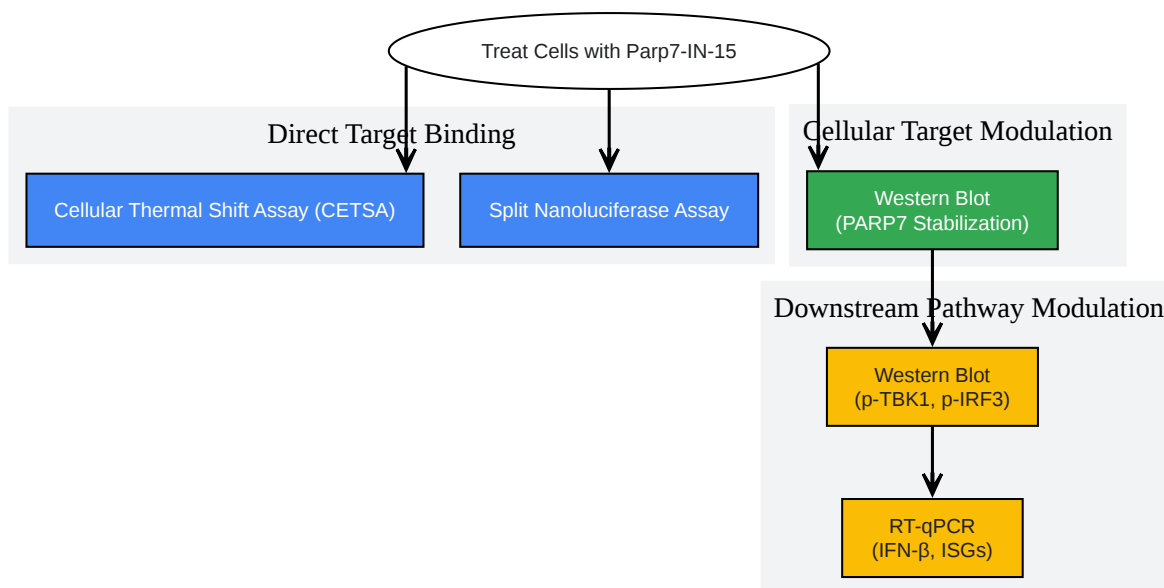 Treat Cells with Parp7-IN-15
Direct Target Binding
Cellular Target Modulation
Cellular Thermal Shift Assay (CETSA)
Split Nanoluciferase Assay
Western Blot
(PARP7 Stabilization)
Downstream Pathway Modulation
Western Blot
(p-TBK1, p-IRF3)
RT-qPCR
(IFN-β, ISGs)